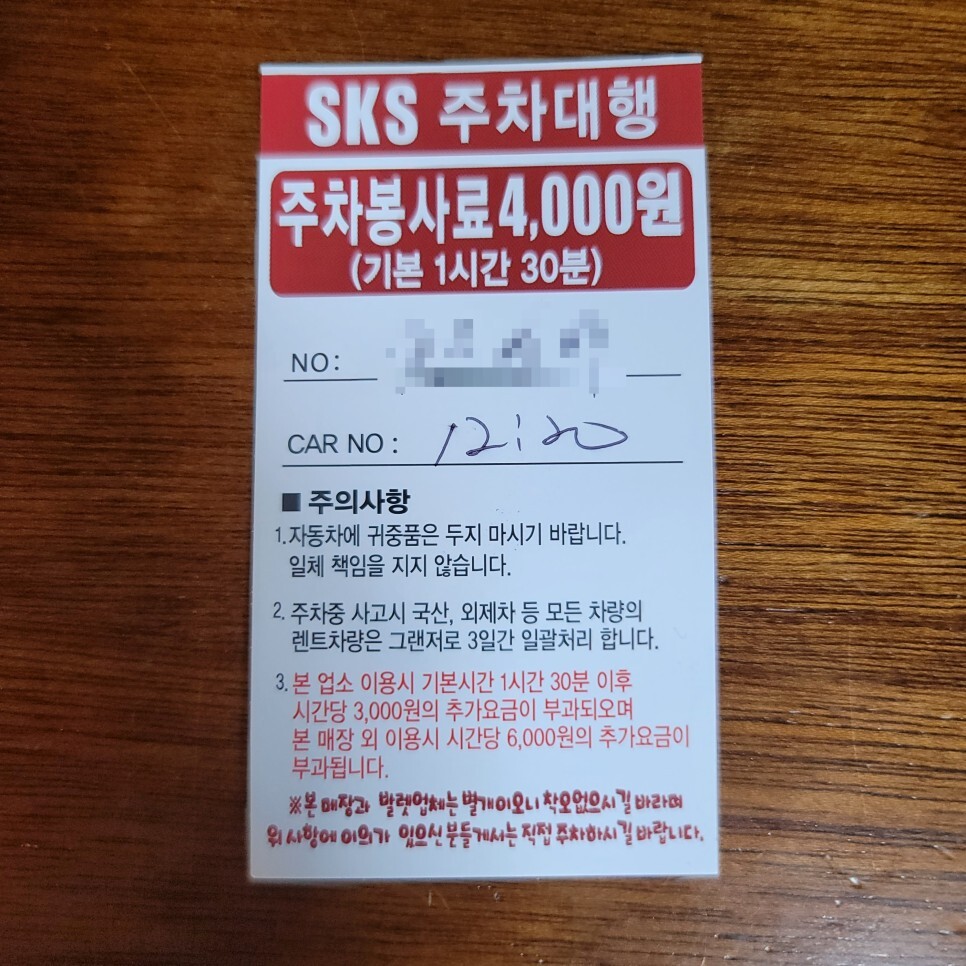 SKS 주차대행
주차봉사료4,000원
(기본 1시간 30분)
NO:
CAR NO : 12:20
■ 주의사항
1.자동차에 귀중품은 두지 마시기 바랍니다.
일체 책임을 지지 않습니다.
2. 주차중 사고시 국산, 외제차 등 모든 차량의
렌트차량은 그랜저로 3일간 일괄처리 합니다.
3. 본 업소 이용시 기본시간 1시간 30분 이후
시간당 3,000원의 추가요금이 부과되오며
본 매장 외 이용시 시간당 6,000원의 추가요금이
부과됩니다.
※본 매장과 발렛업체는 별개이오니 착오없으시길 바라며
위 사항에 이의가 있으신 분들께서는 직접 주차하시길 바랍니다.